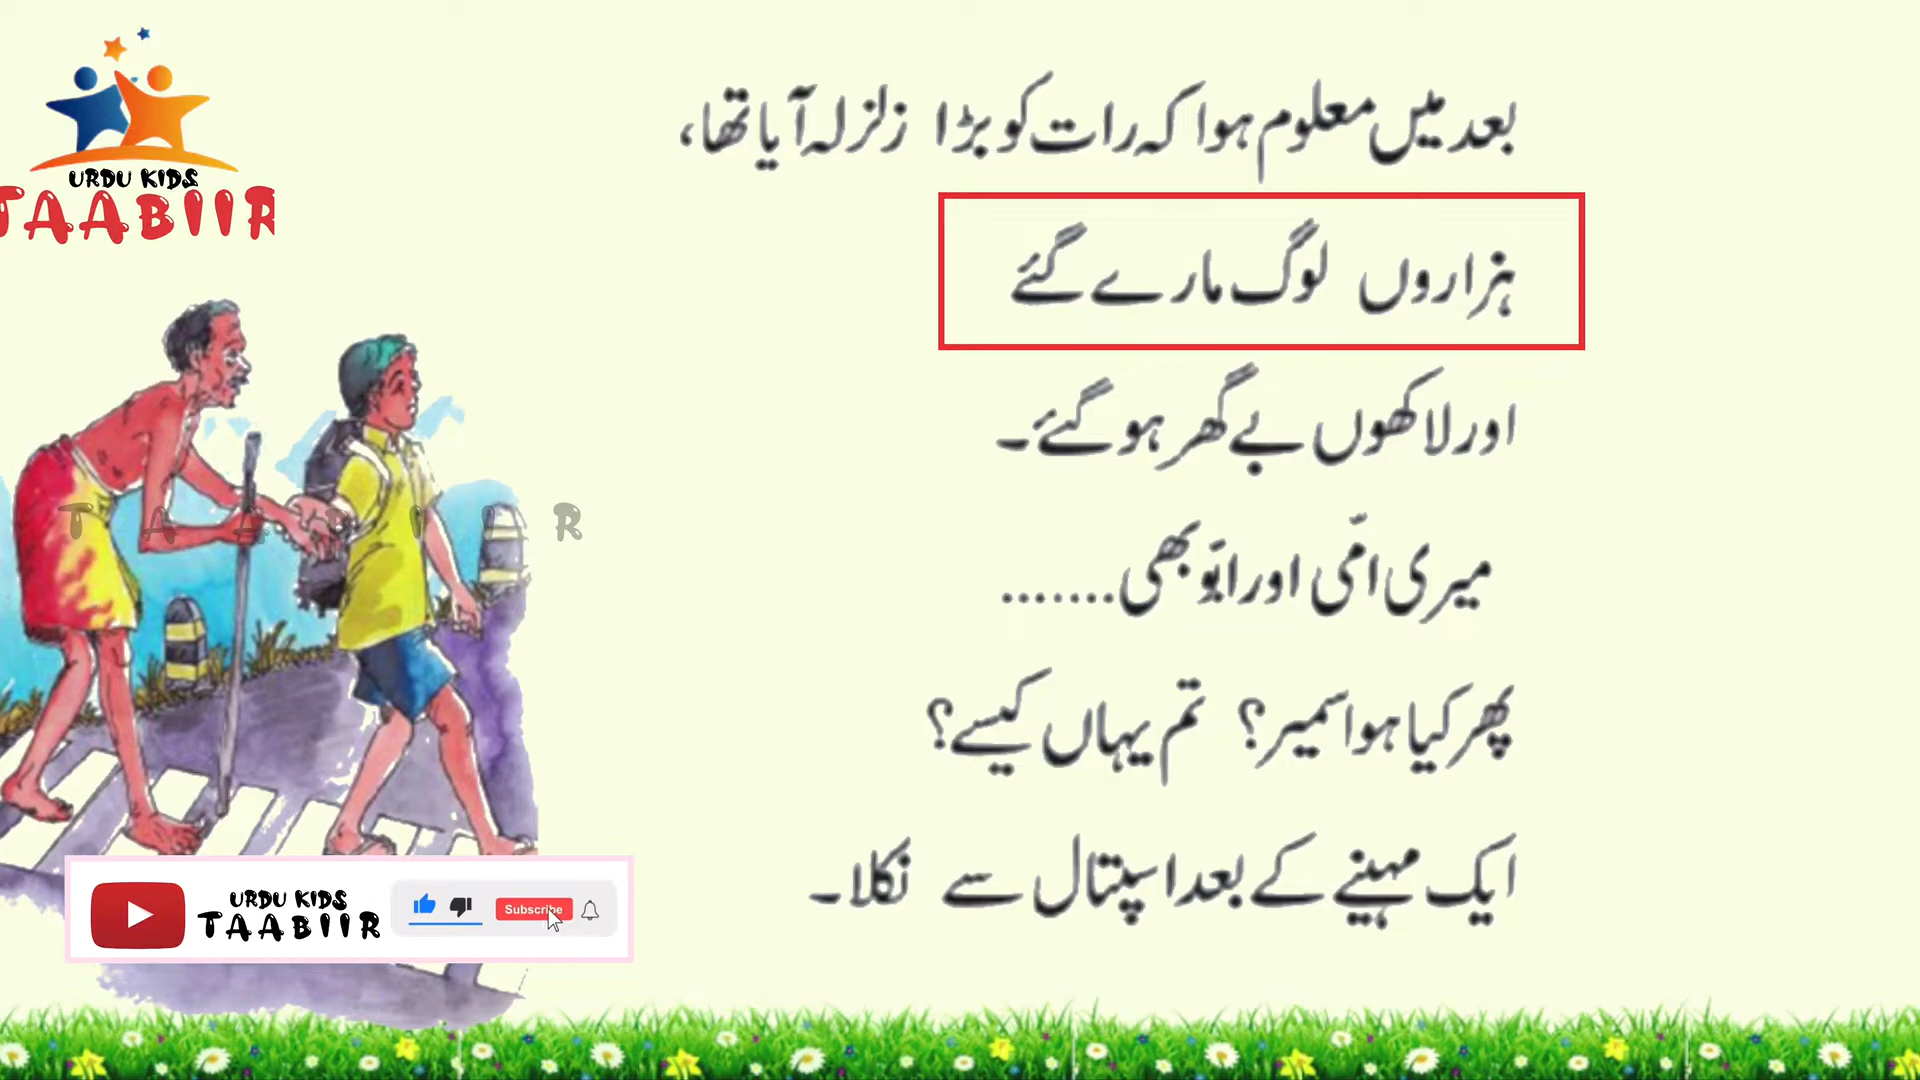 URDU KIDS
TAABIIR
بعد میں معلوم ہوا کہ رات کو بڑا زلزلہ آیا تھا،
ہزاروں لوگ مارے گئے
اور لاکھوں بے گھر ہو گئے۔
میری امّی اور ابّو بھی.......
پھر کیا ہوا سمیر؟ تم یہاں کیسے؟
ایک مہینے کے بعد اسپتال سے نکلا۔
TAABIIR
URDU KIDS
TAABIIR
Subscribe